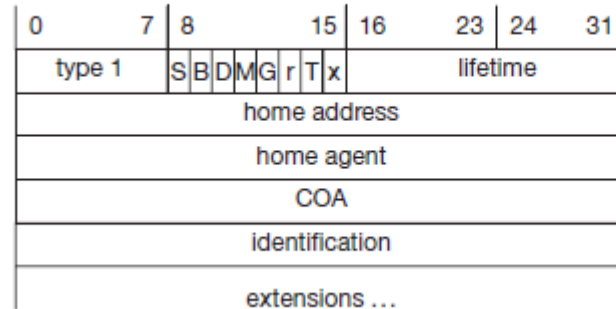 0 7 8 15 16 23 24 31
type 1 S B D M G r T x lifetime
home address
home agent
COA
identification
extensions ...